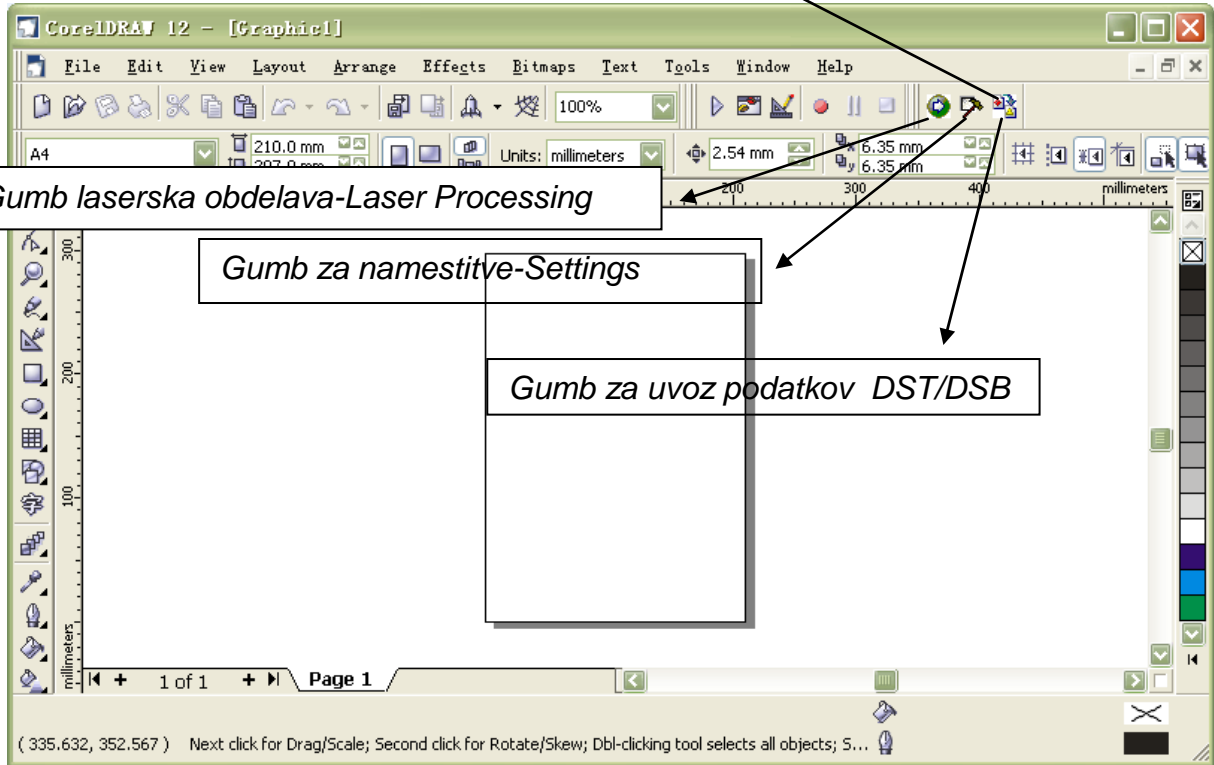 CorelDRAW 12 - [Graphic1]
File Edit View Layout Arrange Effects Bitmaps Text Tools Window Help
100%
A4 210.0 mm Units: millimeters 2.54 mm x 6.35 mm
297.0 mm y 6.35 mm
200 300 400 millimeters
Gumb laserska obdelava-Laser Processing
300
Gumb za namestitve-Settings
200
Gumb za uvoz podatkov DST/DSB
字
100
millimeters
1 of 1 Page 1
( 335.632, 352.567 ) Next click for Drag/Scale; Second click for Rotate/Skew; Dbl-clicking tool selects all objects; S...